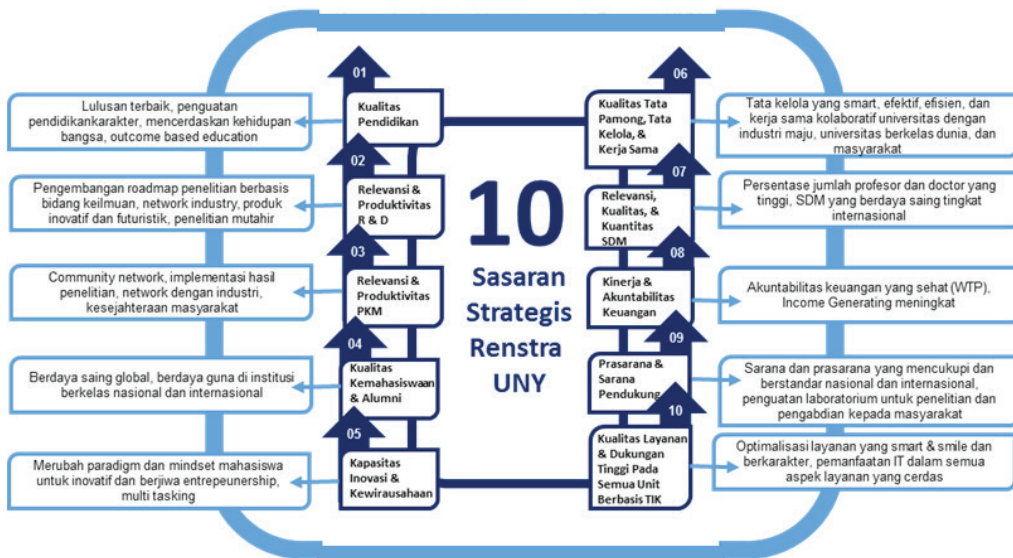 10
Sasaran
Strategis
Renstra
UNY
01
Kualitas
Pendidikan
Lulusan terbaik, penguatan
pendidikankarakter, mencerdaskan kehidupan
bangsa, outcome based education
02
Relevansi &
Produktivitas
R & D
Pengembangan roadmap penelitian berbasis
bidang keilmuan, network industry, produk
inovatif dan futuristik, penelitian mutahir
03
Relevansi &
Produktivitas
PKM
Community network, implementasi hasil
penelitian, network dengan industri,
kesejahteraan masyarakat
04
Kualitas
Kemahasiswaan
& Alumni
Berdaya saing global, berdaya guna di institusi
berkelas nasional dan internasional
05
Kapasitas
Inovasi &
Kewirausahaan
Merubah paradigm dan mindset mahasiswa
untuk inovatif dan berjiwa entrepeunership,
multi tasking
06
Kualitas Tata
Pamong, Tata
Kelola, &
Kerja Sama
Tata kelola yang smart, efektif, efisien, dan
kerja sama kolaboratif universitas dengan
industri maju, universitas berkelas dunia, dan
masyarakat
07
Relevansi,
Kualitas, &
Kuantitas
SDM
Persentase jumlah profesor dan doctor yang
tinggi, SDM yang berdaya saing tingkat
internasional
08
Kinerja &
Akuntabilitas
Keuangan
Akuntabilitas keuangan yang sehat (WTP),
Income Generating meningkat
09
Prasarana &
Sarana
Pendukung
Sarana dan prasarana yang mencukupi dan
berstandar nasional dan internasional,
penguatan laboratorium untuk penelitian dan
pengabdian kepada masyarakat
10
Kualitas Layanan
& Dukungan
Tinggi Pada
Semua Unit
Berbasis TIK
Optimalisasi layanan yang smart & smile dan
berkarakter, pemanfaatan IT dalam semua
aspek layanan yang cerdas